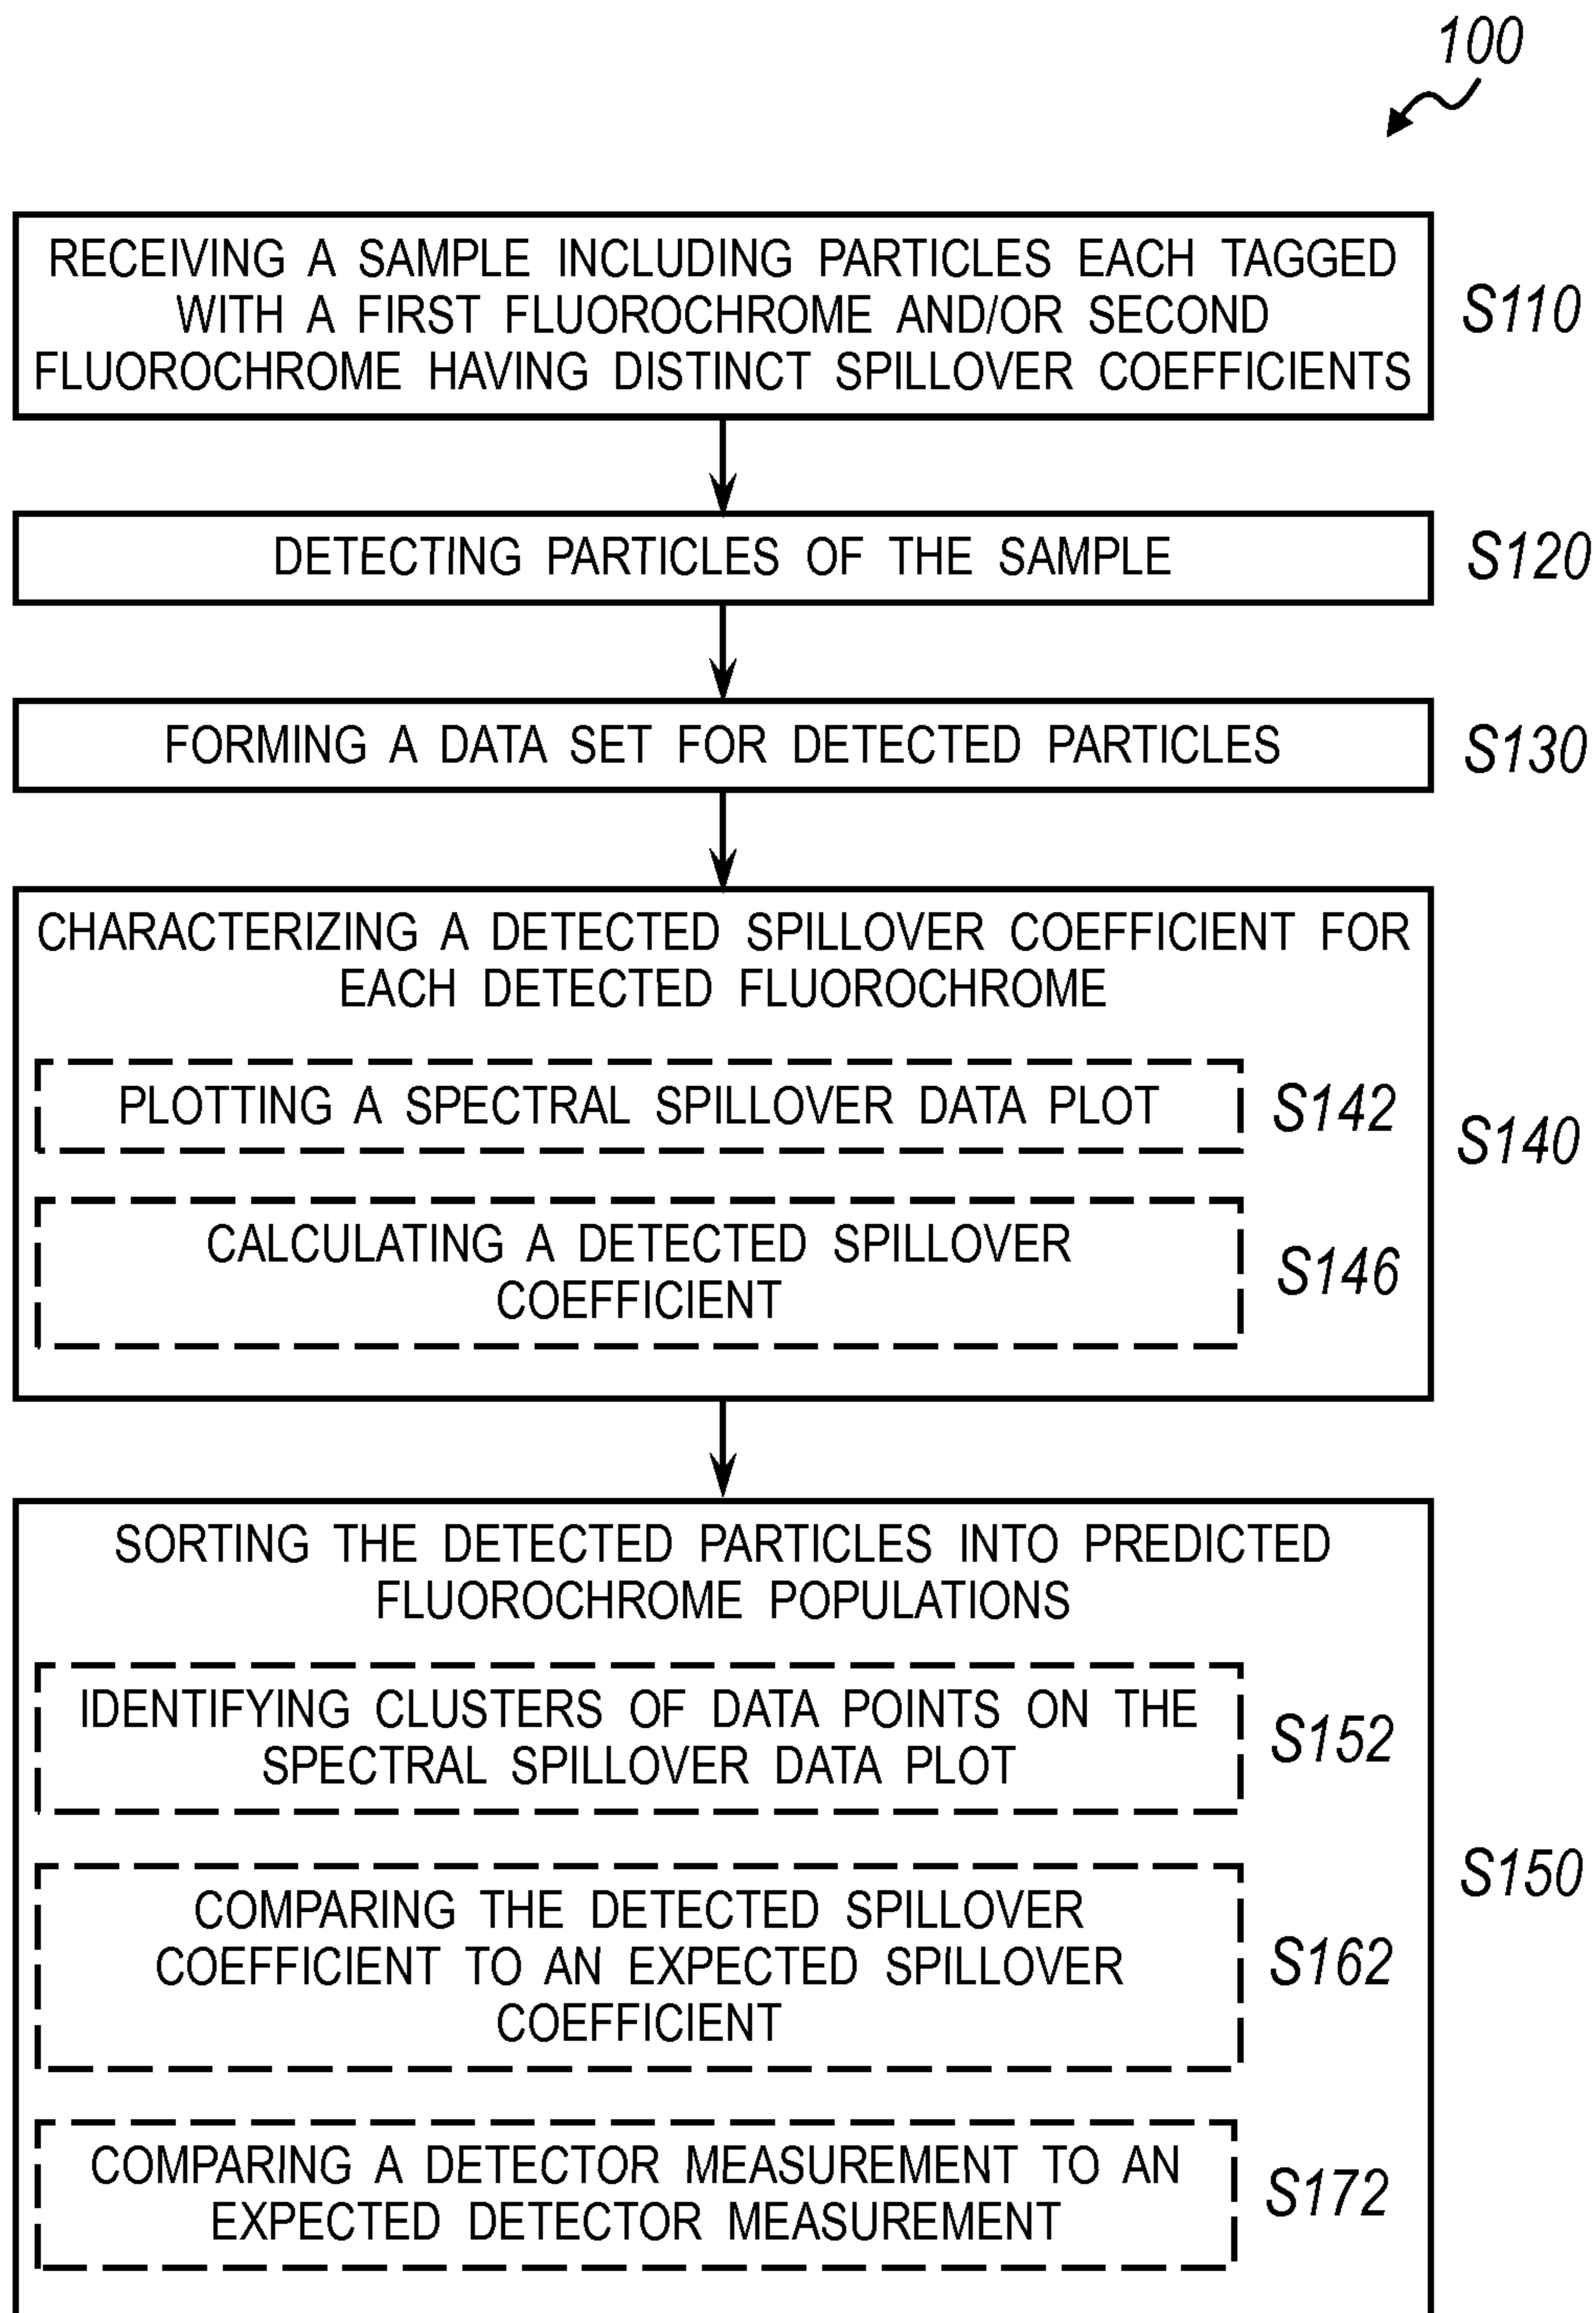 100
RECEIVING A SAMPLE INCLUDING PARTICLES EACH TAGGED
WITH A FIRST FLUOROCHROME AND/OR SECOND
FLUOROCHROME HAVING DISTINCT SPILLOVER COEFFICIENTS
S110
DETECTING PARTICLES OF THE SAMPLE
S120
FORMING A DATA SET FOR DETECTED PARTICLES
S130
CHARACTERIZING A DETECTED SPILLOVER COEFFICIENT FOR
EACH DETECTED FLUOROCHROME
PLOTTING A SPECTRAL SPILLOVER DATA PLOT
S142
S140
CALCULATING A DETECTED SPILLOVER
COEFFICIENT
S146
SORTING THE DETECTED PARTICLES INTO PREDICTED
FLUOROCHROME POPULATIONS
IDENTIFYING CLUSTERS OF DATA POINTS ON THE
SPECTRAL SPILLOVER DATA PLOT
S152
S150
COMPARING THE DETECTED SPILLOVER
COEFFICIENT TO AN EXPECTED SPILLOVER
COEFFICIENT
S162
COMPARING A DETECTOR MEASUREMENT TO AN
EXPECTED DETECTOR MEASUREMENT
S172